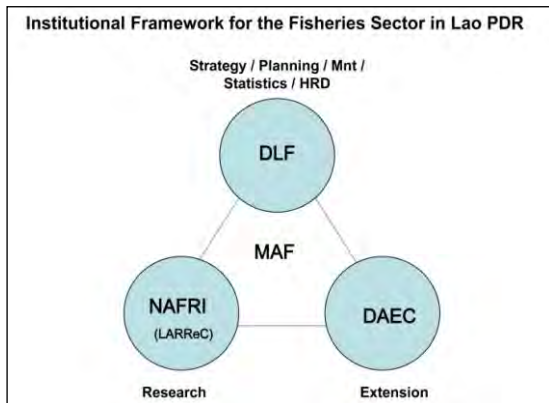 Institutional Framework for the Fisheries Sector in Lao PDR
Strategy / Planning / Mnt /
Statistics / HRD
DLF
MAF
NAFRI
(LARReC)
DAEC
Research
Extension